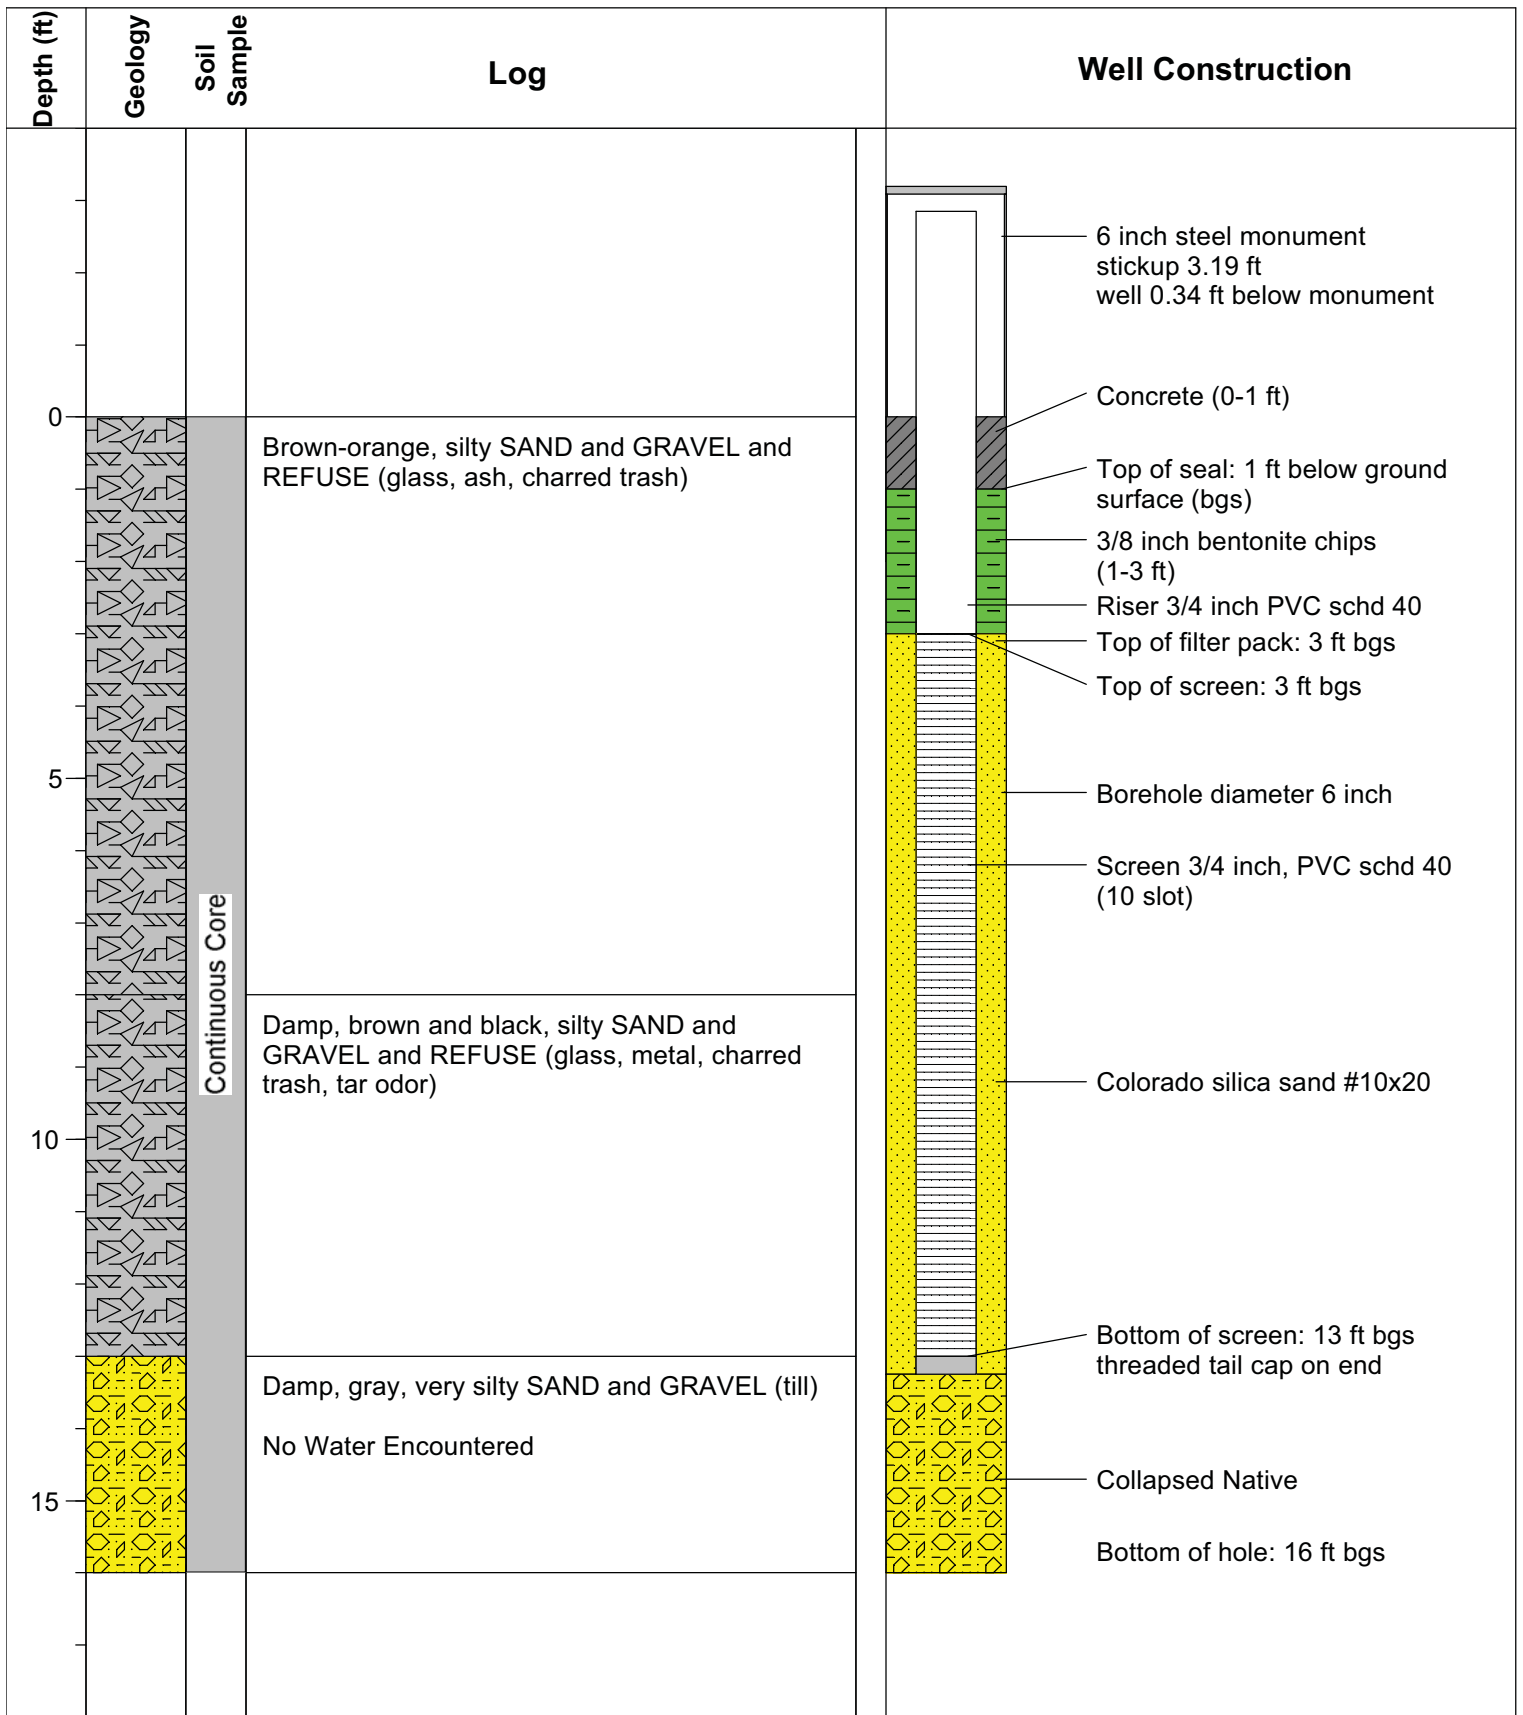 Depth (ft)
Geology
Soil
Sample
Log
Well Construction
6 inch steel monument
stickup 3.19 ft
well 0.34 ft below monument
Concrete (0-1 ft)
0
Brown-orange, silty SAND and GRAVEL and
REFUSE (glass, ash, charred trash)
Top of seal: 1 ft below ground
surface (bgs)
3/8 inch bentonite chips
(1-3 ft)
Riser 3/4 inch PVC schd 40
Top of filter pack: 3 ft bgs
Top of screen: 3 ft bgs
5
Borehole diameter 6 inch
Screen 3/4 inch, PVC schd 40
(10 slot)
Continuous Core
Damp, brown and black, silty SAND and
GRAVEL and REFUSE (glass, metal, charred
trash, tar odor)
Colorado silica sand #10x20
10
Bottom of screen: 13 ft bgs
threaded tail cap on end
Damp, gray, very silty SAND and GRAVEL (till)
No Water Encountered
15
Collapsed Native
Bottom of hole: 16 ft bgs